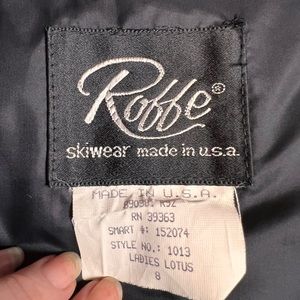 Roffe®
skiwear made in u.s.a.
MADE IN U.S.A.
RN 39363
SMART #: 152074
STYLE NO.: 1013
LADIES LOTUS
8